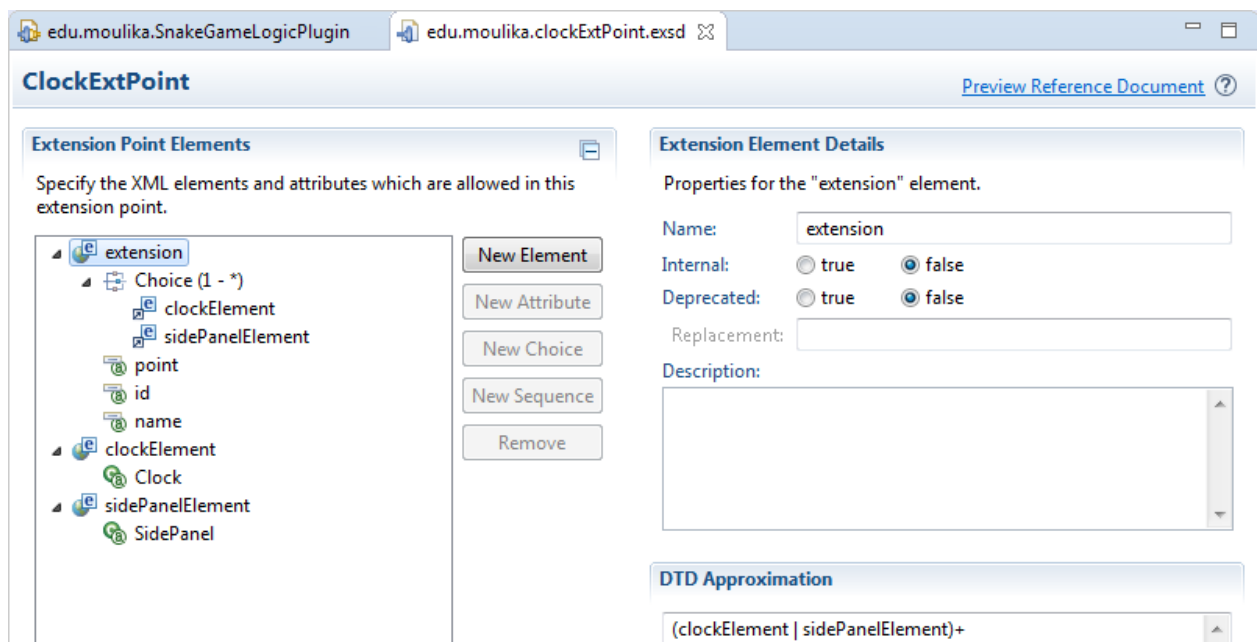 edu.moulika.SnakeGameLogicPlugin
edu.moulika.clockExtPoint.exsd
ClockExtPoint
Preview Reference Document
Extension Point Elements
Specify the XML elements and attributes which are allowed in this
extension point.
extension
Choice (1 - *)
clockElement
sidePanelElement
point
id
name
clockElement
Clock
sidePanelElement
SidePanel
New Element
New Attribute
New Choice
New Sequence
Remove
Extension Element Details
Properties for the "extension" element.
Name: extension
Internal: true false
Deprecated: true false
Replacement:
Description:
DTD Approximation
(clockElement | sidePanelElement)+